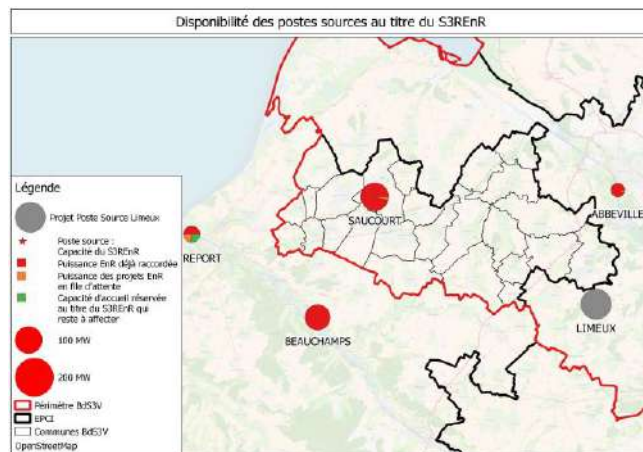 Disponibilité des postes sources au titre du S3REnR
Légende
Projet Poste Source Limeux
Poste source :
Capacité du S3REnR
Puissance EnR déjà raccordée
Puissance des projets EnR
en file d'attente
Capacité d'accueil réservée
au titre du S3REnR qui
reste à affecter
100 MW
200 MW
Périmètre BdS3V
EPCI
Communes BdS3V
OpenStreetMap
SAUCOURT
ABBEVILLE
REPORT
BEAUCHAMPS
LIMEUX